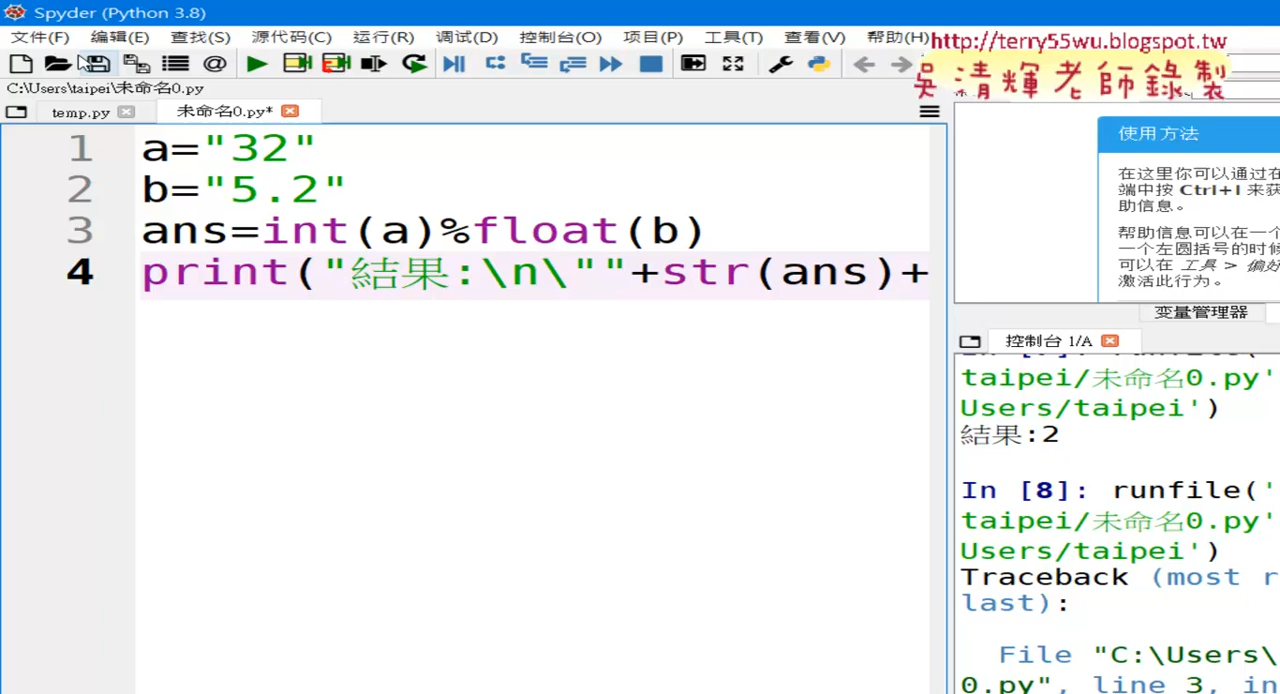 Spyder (Python 3.8)
文件(F) 编辑(E) 查找(S) 源代码(C) 运行(R) 调试(D) 控制台(O) 项目(P) 工具(T) 查看(V) 帮助(H)
http://terry55wu.blogspot.tw
吳清輝老師錄製
C:\Users\taipei\未命名0.py
temp.py 未命名0.py*
1 a="32"
2 b="5.2"
3 ans=int(a)%float(b)
4 print("結果:\n\""+str(ans)+
使用方法
在这里你可以通过在
端中按 Ctrl+I 来获
助信息。
帮助信息可以在一个
一个左圆括号的时候
可以在 工具 > 偏好
激活此行为。
变量管理器
控制台 1/A
taipei/未命名0.py'
Users/taipei')
結果:2
In [8]: runfile('
taipei/未命名0.py'
Users/taipei')
Traceback (most r
last):
File "C:\Users\
0.py", line 3, in